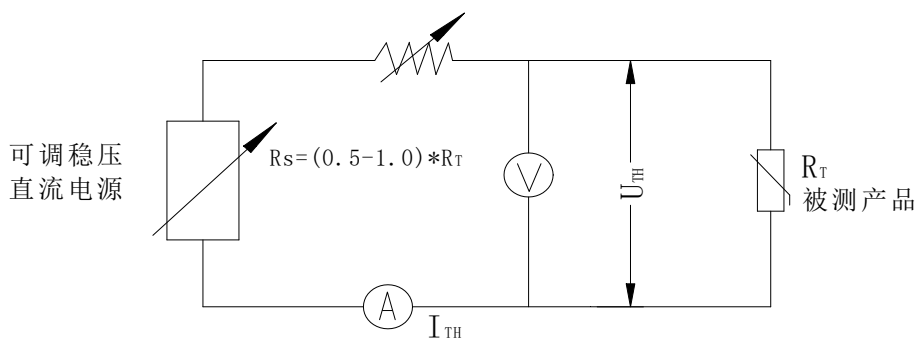 可调稳压
直流电源
Rs=(0.5-1.0)*RT
V
UTH
RT
被测产品
A
ITH